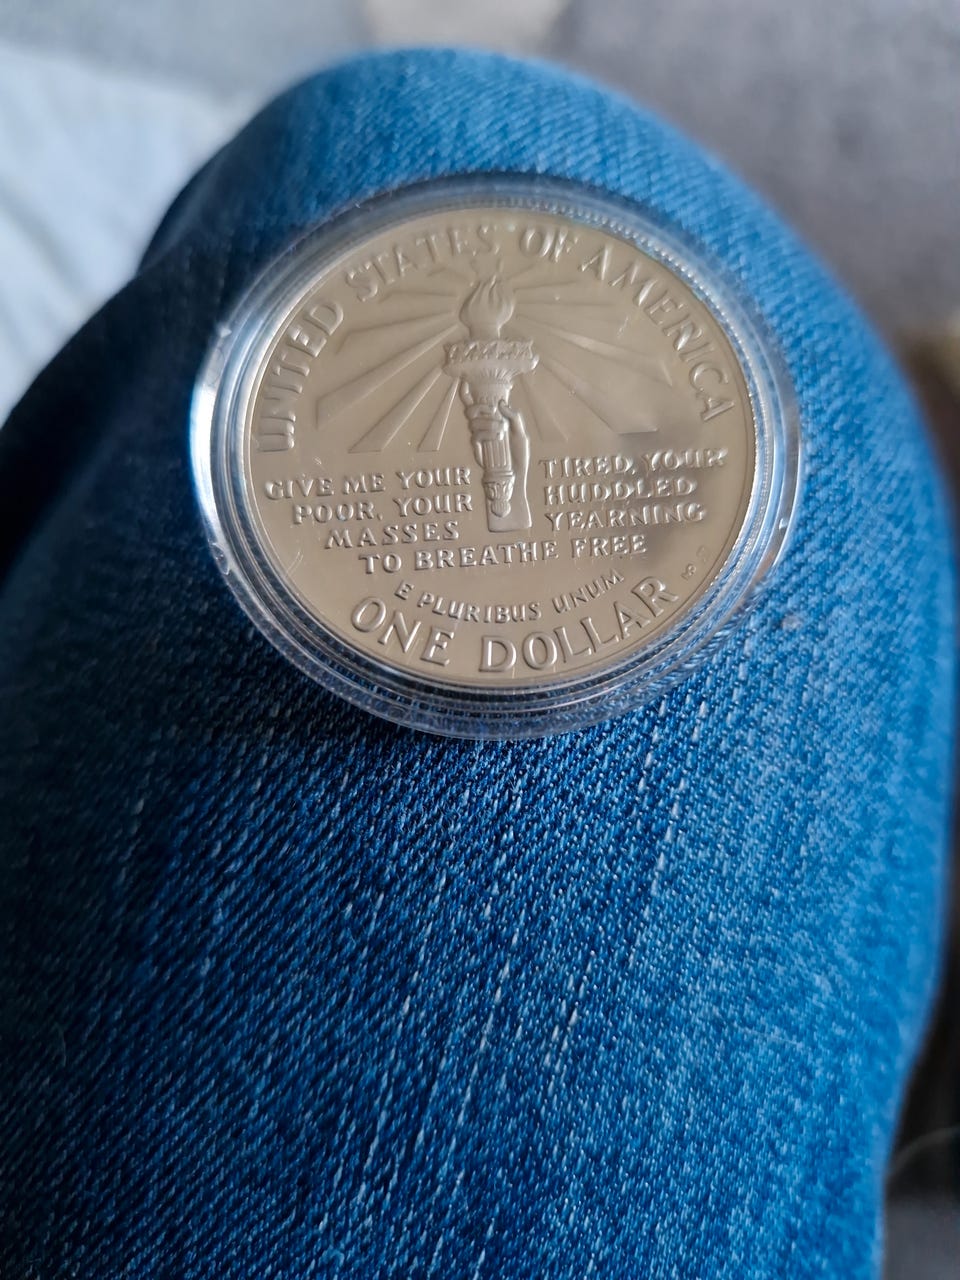 UNITED STATES OF AMERICA
GIVE ME YOUR TIRED, YOUR
POOR, YOUR HUDDLED
MASSES YEARNING
TO BREATHE FREE
E PLURIBUS UNUM
ONE DOLLAR